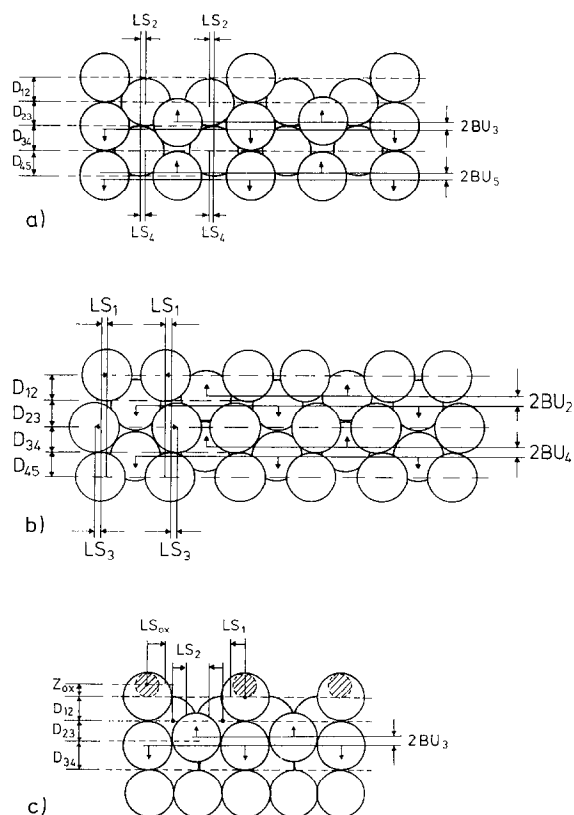 LS₂ LS₂
D₁₂
D₂₃
2BU₃
D₃₄
D₄₅
2BU₅
a)
LS₄ LS₄
LS₁ LS₁
D₁₂
2BU₂
D₂₃
D₃₄
2BU₄
D₄₅
b)
LS₃ LS₃
LSₒₓ LS₁
LS₂
Zₒₓ
D₁₂
D₂₃
2BU₃
D₃₄
c)